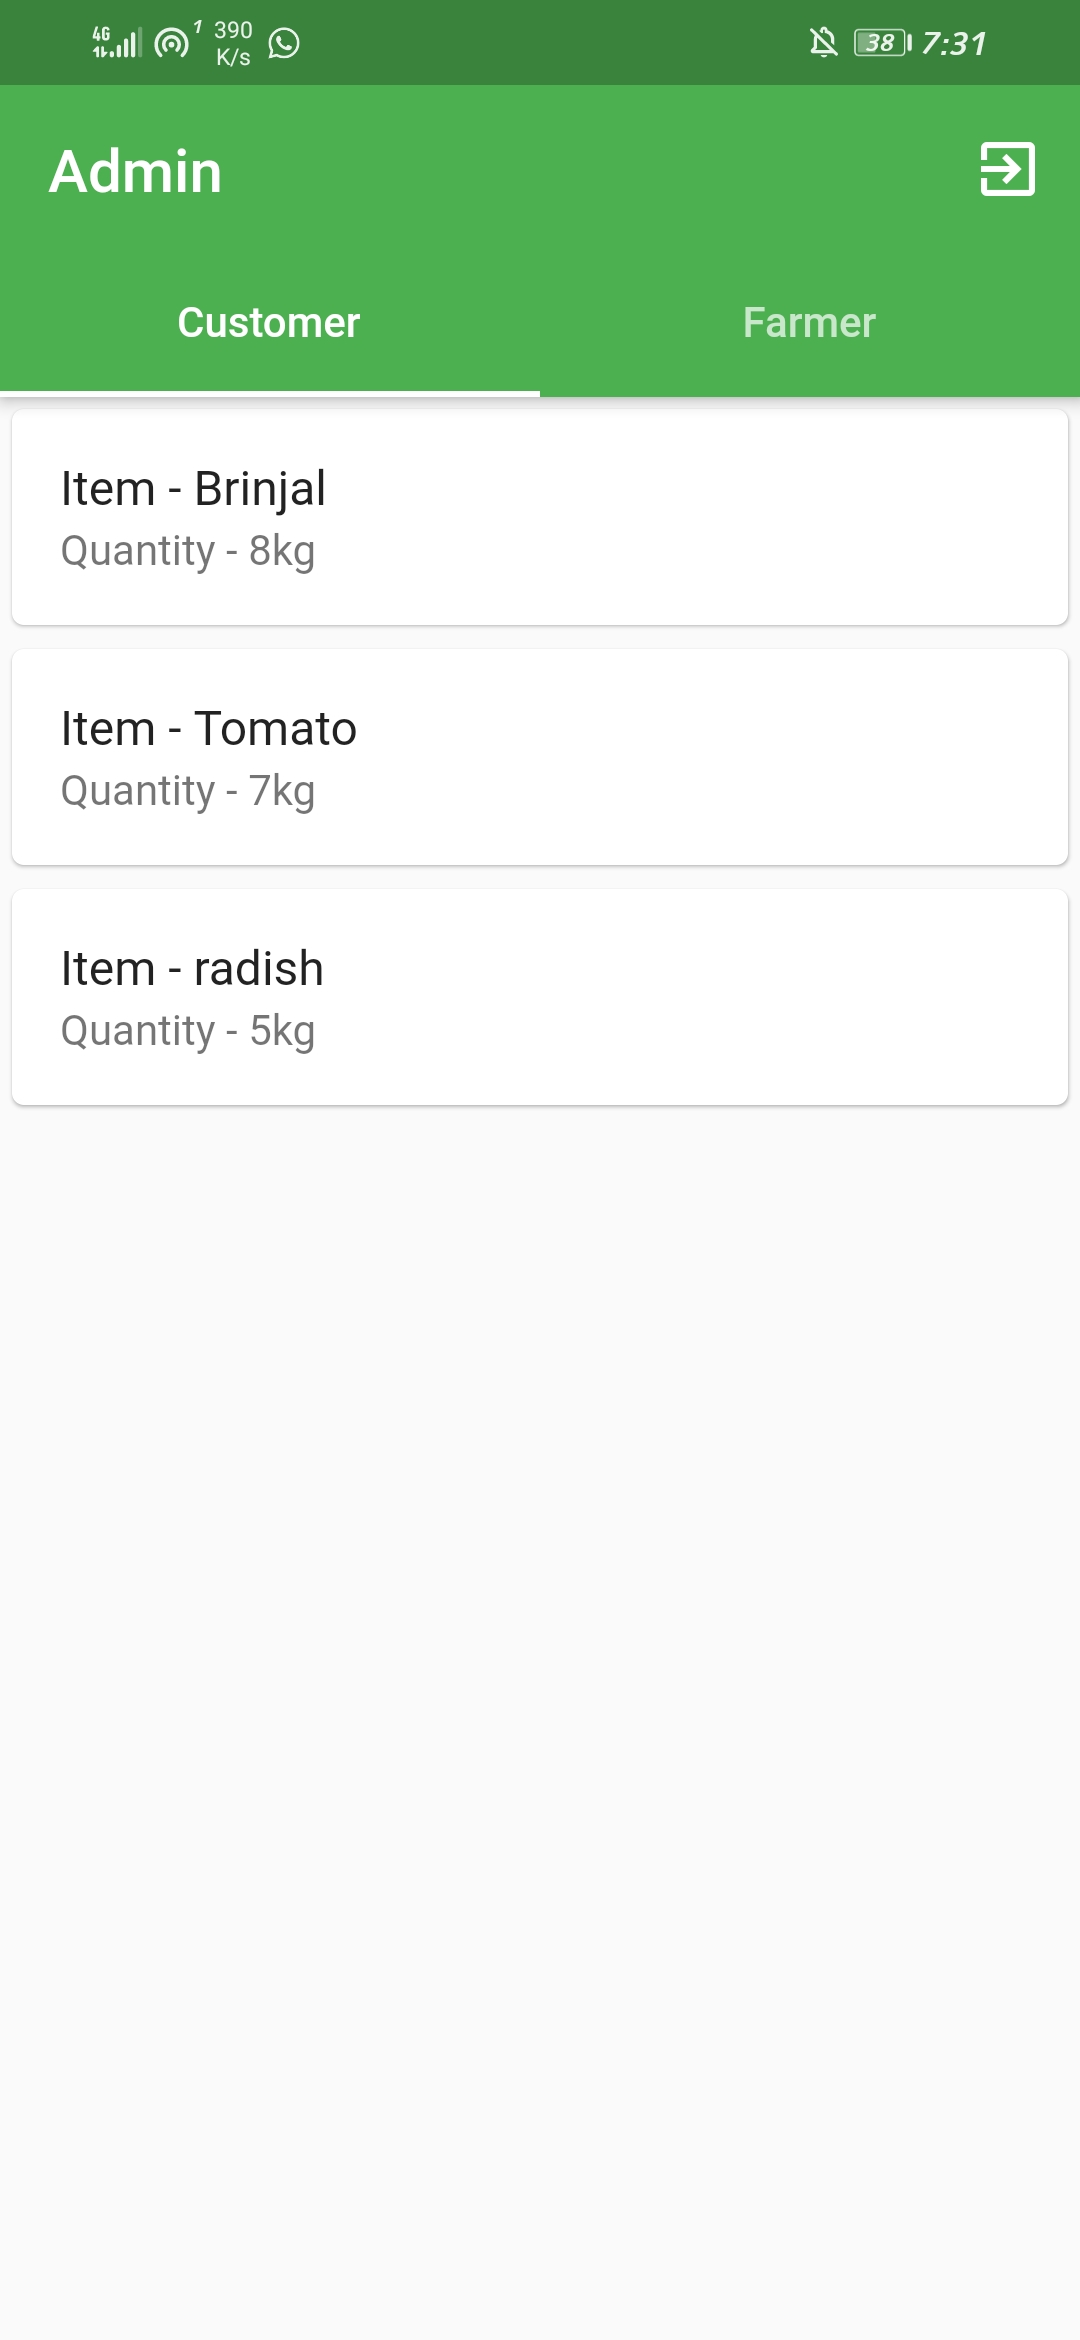 4G 1 390 K/s 38 7:31
Admin
Customer Farmer
Item - Brinjal
Quantity - 8kg
Item - Tomato
Quantity - 7kg
Item - radish
Quantity - 5kg